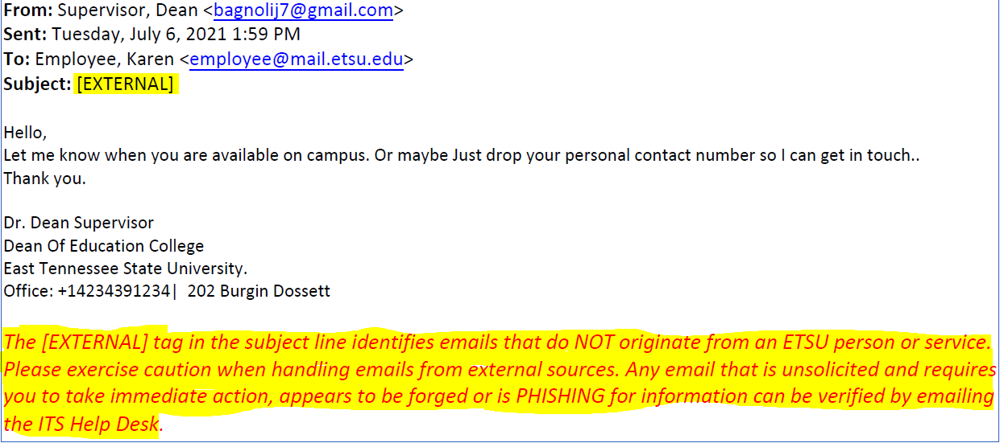 From: Supervisor, Dean <bagnolij7@gmail.com>
Sent: Tuesday, July 6, 2021 1:59 PM
To: Employee, Karen <employee@mail.etsu.edu>
Subject: [EXTERNAL]
Hello,
Let me know when you are available on campus. Or maybe Just drop your personal contact number so I can get in touch..
Thank you.
Dr. Dean Supervisor
Dean Of Education College
East Tennessee State University.
Office: +14234391234| 202 Burgin Dossett
The [EXTERNAL] tag in the subject line identifies emails that do NOT originate from an ETSU person or service.
Please exercise caution when handling emails from external sources. Any email that is unsolicited and requires
you to take immediate action, appears to be forged or is PHISHING for information can be verified by emailing
the ITS Help Desk.